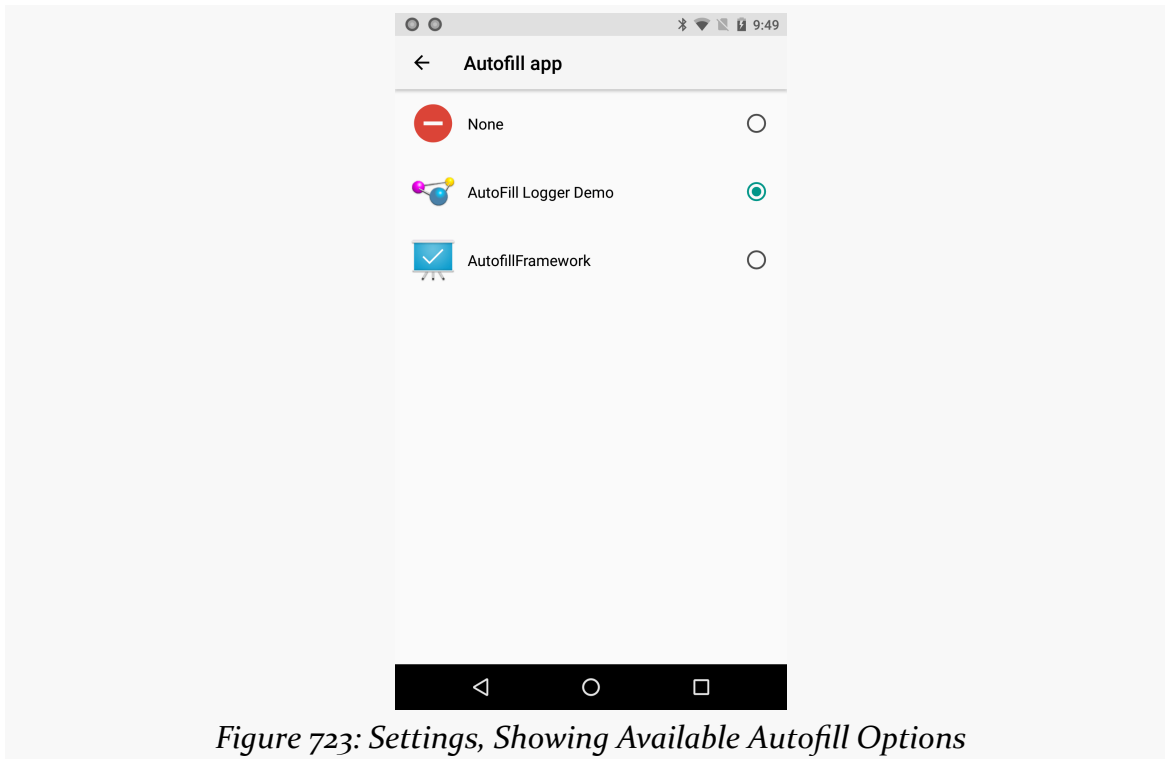 9:49
Autofill app
None
AutoFill Logger Demo
AutofillFramework
Figure 723: Settings, Showing Available Autofill Options